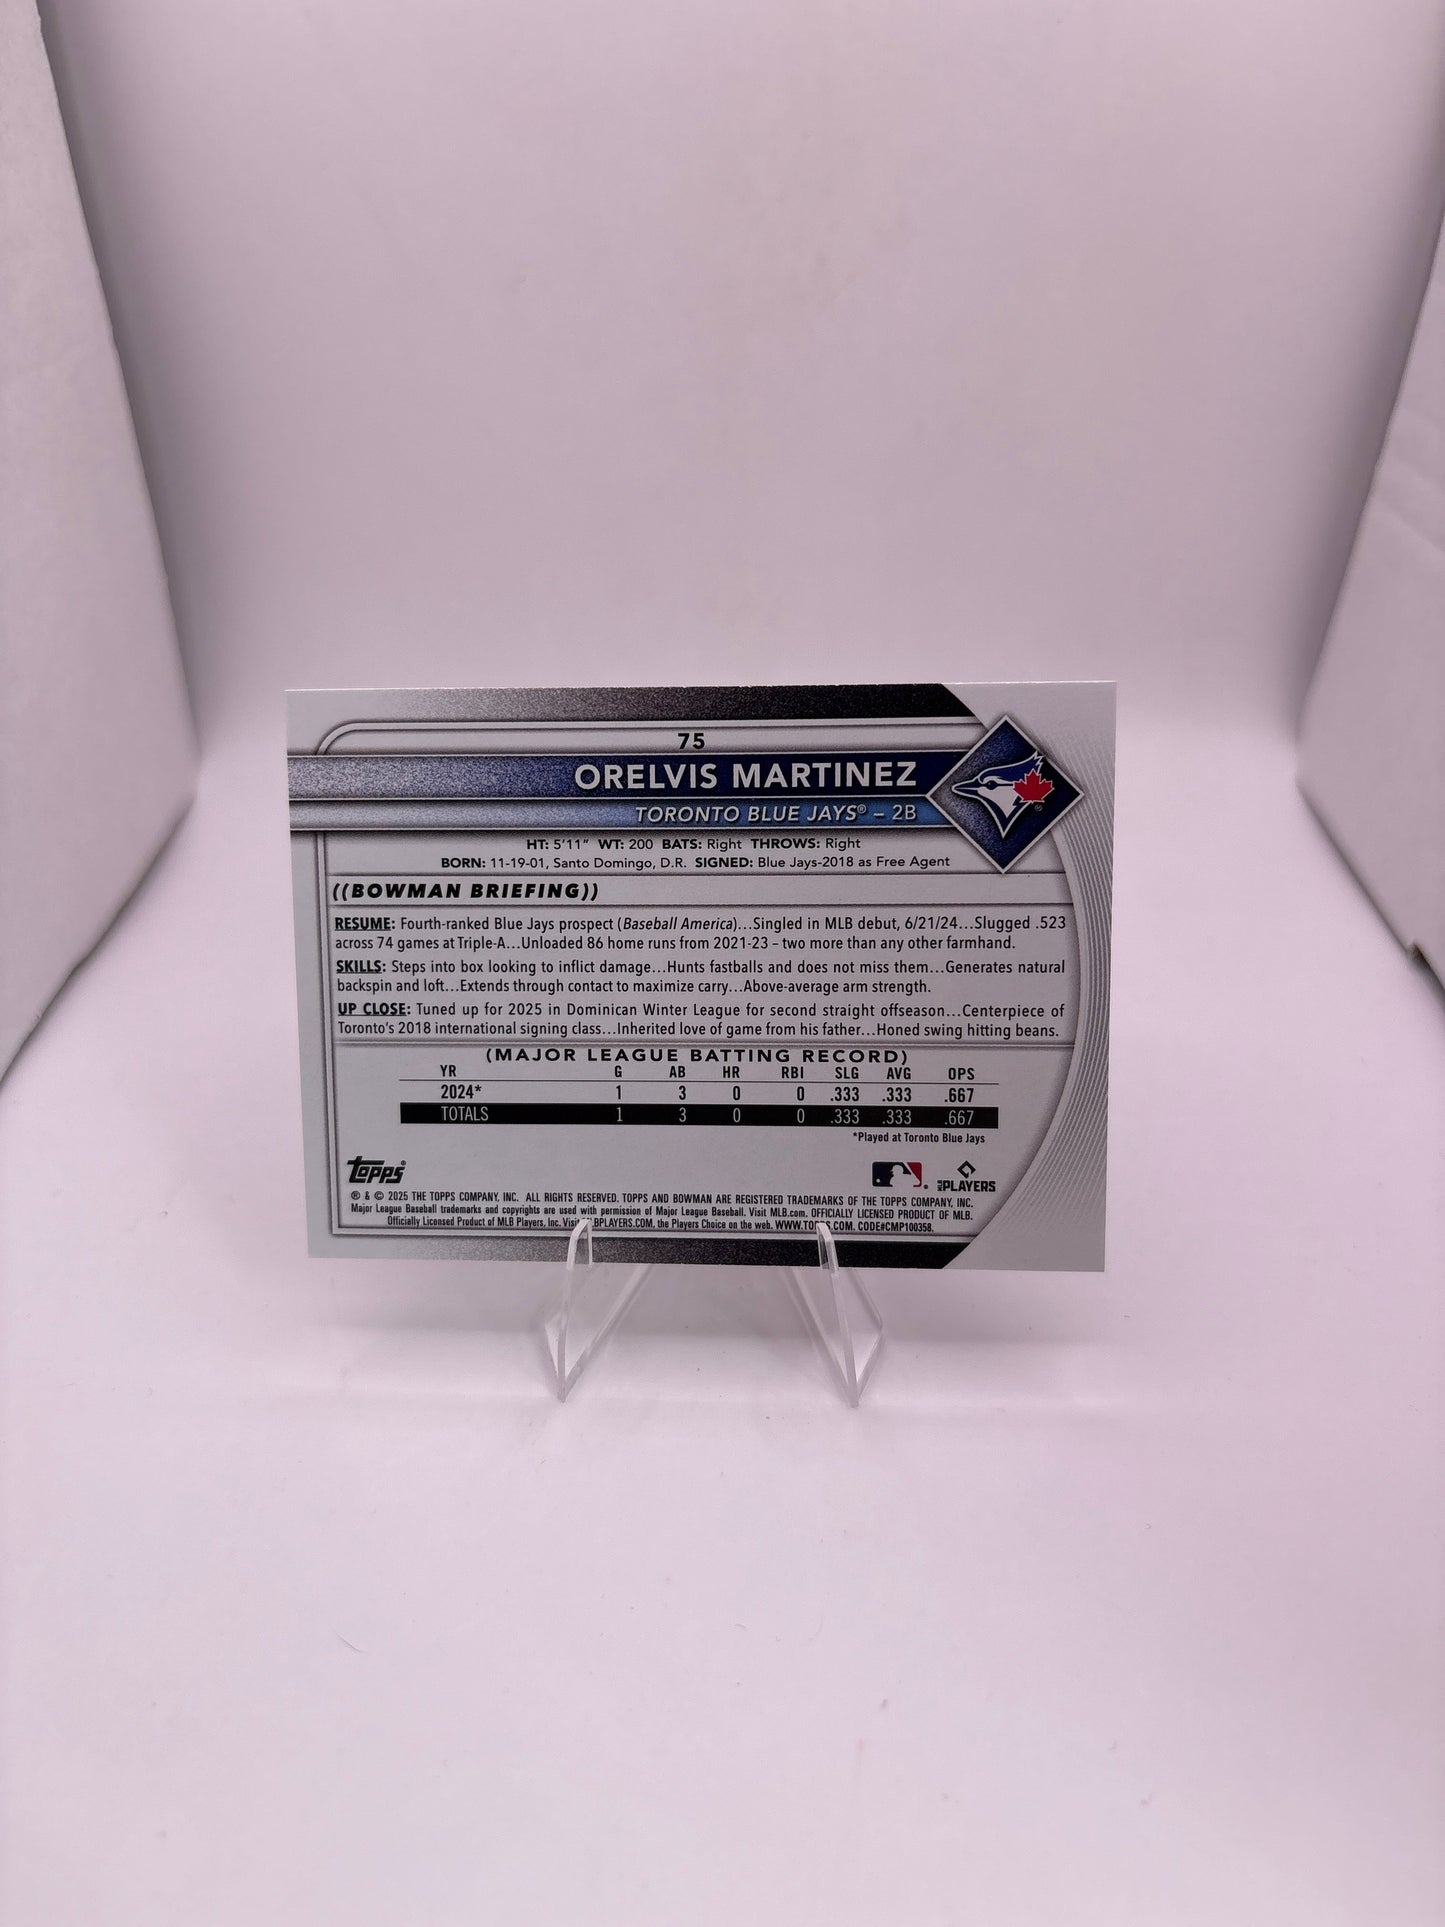 75
ORELVIS MARTINEZ
TORONTO BLUE JAYS® – 2B
HT: 5'11" WT: 200 BATS: Right THROWS: Right
BORN: 11-19-01, Santo Domingo, D.R. SIGNED: Blue Jays-2018 as Free Agent
((BOWMAN BRIEFING))
RESUME: Fourth-ranked Blue Jays prospect (Baseball America)...Singled in MLB debut, 6/21/24...Slugged .523
across 74 games at Triple-A...Unloaded 86 home runs from 2021-23 – two more than any other farmhand.
SKILLS: Steps into box looking to inflict damage...Hunts fastballs and does not miss them...Generates natural
backspin and loft...Extends through contact to maximize carry...Above-average arm strength.
UP CLOSE: Tuned up for 2025 in Dominican Winter League for second straight offseason...Centerpiece of
Toronto's 2018 international signing class...Inherited love of game from his father...Honed swing hitting beans.
(MAJOR LEAGUE BATTING RECORD)
YR G AB HR RBI SLG AVG OPS
2024* 1 3 0 0 .333 .333 .667
TOTALS 1 3 0 0 .333 .333 .667
*Played at Toronto Blue Jays
topps®
PLAYERS
® & © 2025 THE TOPPS COMPANY, INC. ALL RIGHTS RESERVED. TOPPS AND BOWMAN ARE REGISTERED TRADEMARKS OF THE TOPPS COMPANY, INC.
Major League Baseball trademarks and copyrights are used with permission of Major League Baseball. Visit MLB.com. OFFICIALLY LICENSED PRODUCT OF MLB.
Officially Licensed Product of MLB Players, Inc. Visit BPLAYERS.COM, the Players Choice on the web. WWW.TOPPS.COM. CODE#CMP100358.